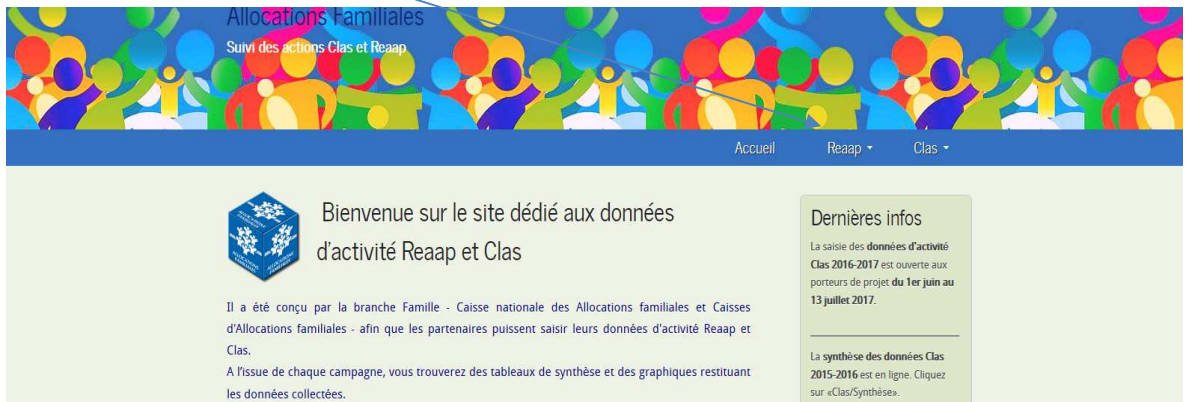 Allocations Familiales
Suivi des actions Clas et Reaap
Accueil Reaap Clas
Bienvenue sur le site dédié aux données
d'activité Reaap et Clas
Il a été conçu par la branche Famille - Caisse nationale des Allocations familiales et Caisses
d'Allocations familiales - afin que les partenaires puissent saisir leurs données d'activité Reaap et
Clas.
A l'issue de chaque campagne, vous trouverez des tableaux de synthèse et des graphiques restituant
les données collectées.
Dernières infos
La saisie des données d'activité
Clas 2016-2017 est ouverte aux
porteurs de projet du 1er juin au
13 juillet 2017.
La synthèse des données Clas
2015-2016 est en ligne. Cliquez
sur «Clas/Synthèse».